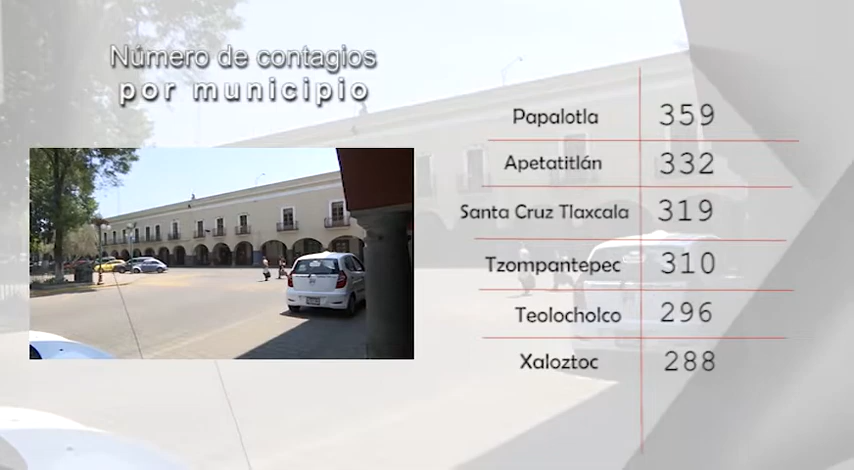 Número de contagios
por municipio
Papalotla 359
Apetatitlán 332
Santa Cruz Tlaxcala 319
Tzompantepec 310
Teolocholco 296
Xaloztoc 288